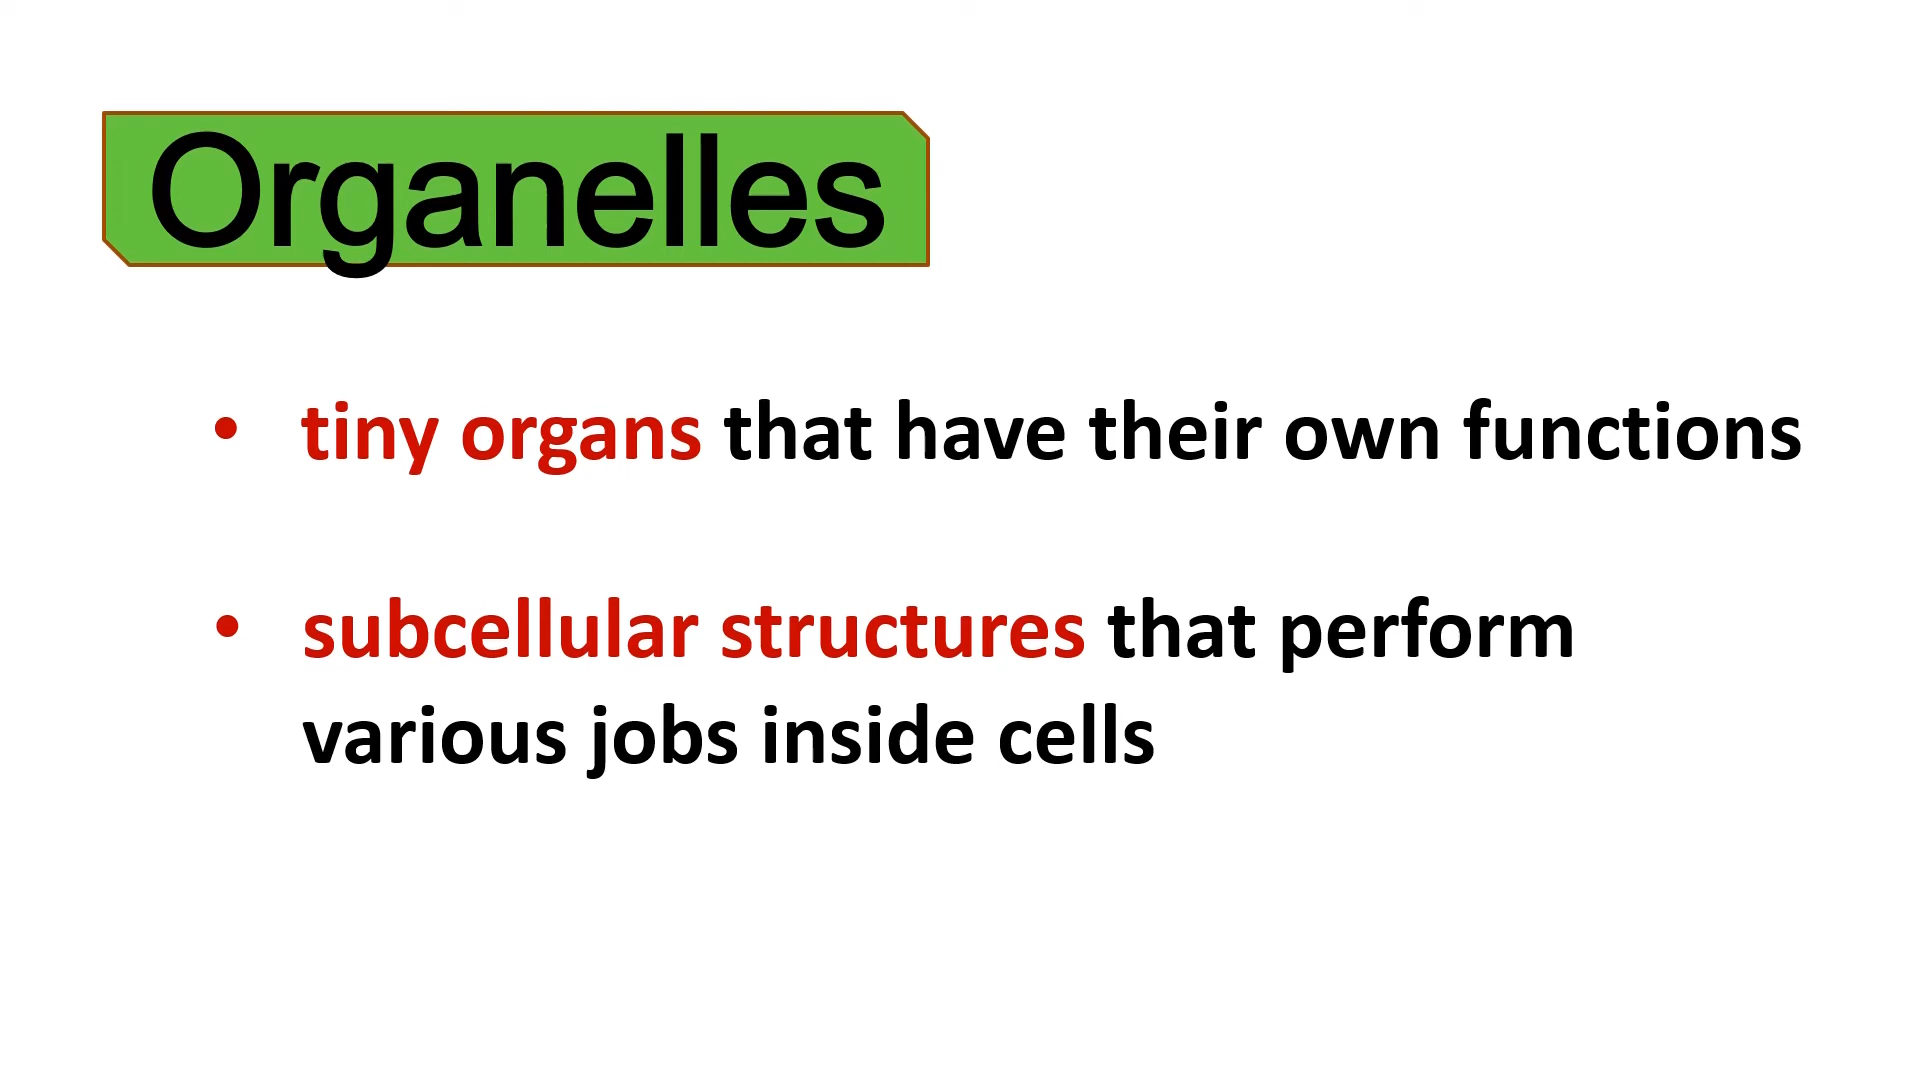 Organelles
• tiny organs that have their own functions
• subcellular structures that perform
various jobs inside cells